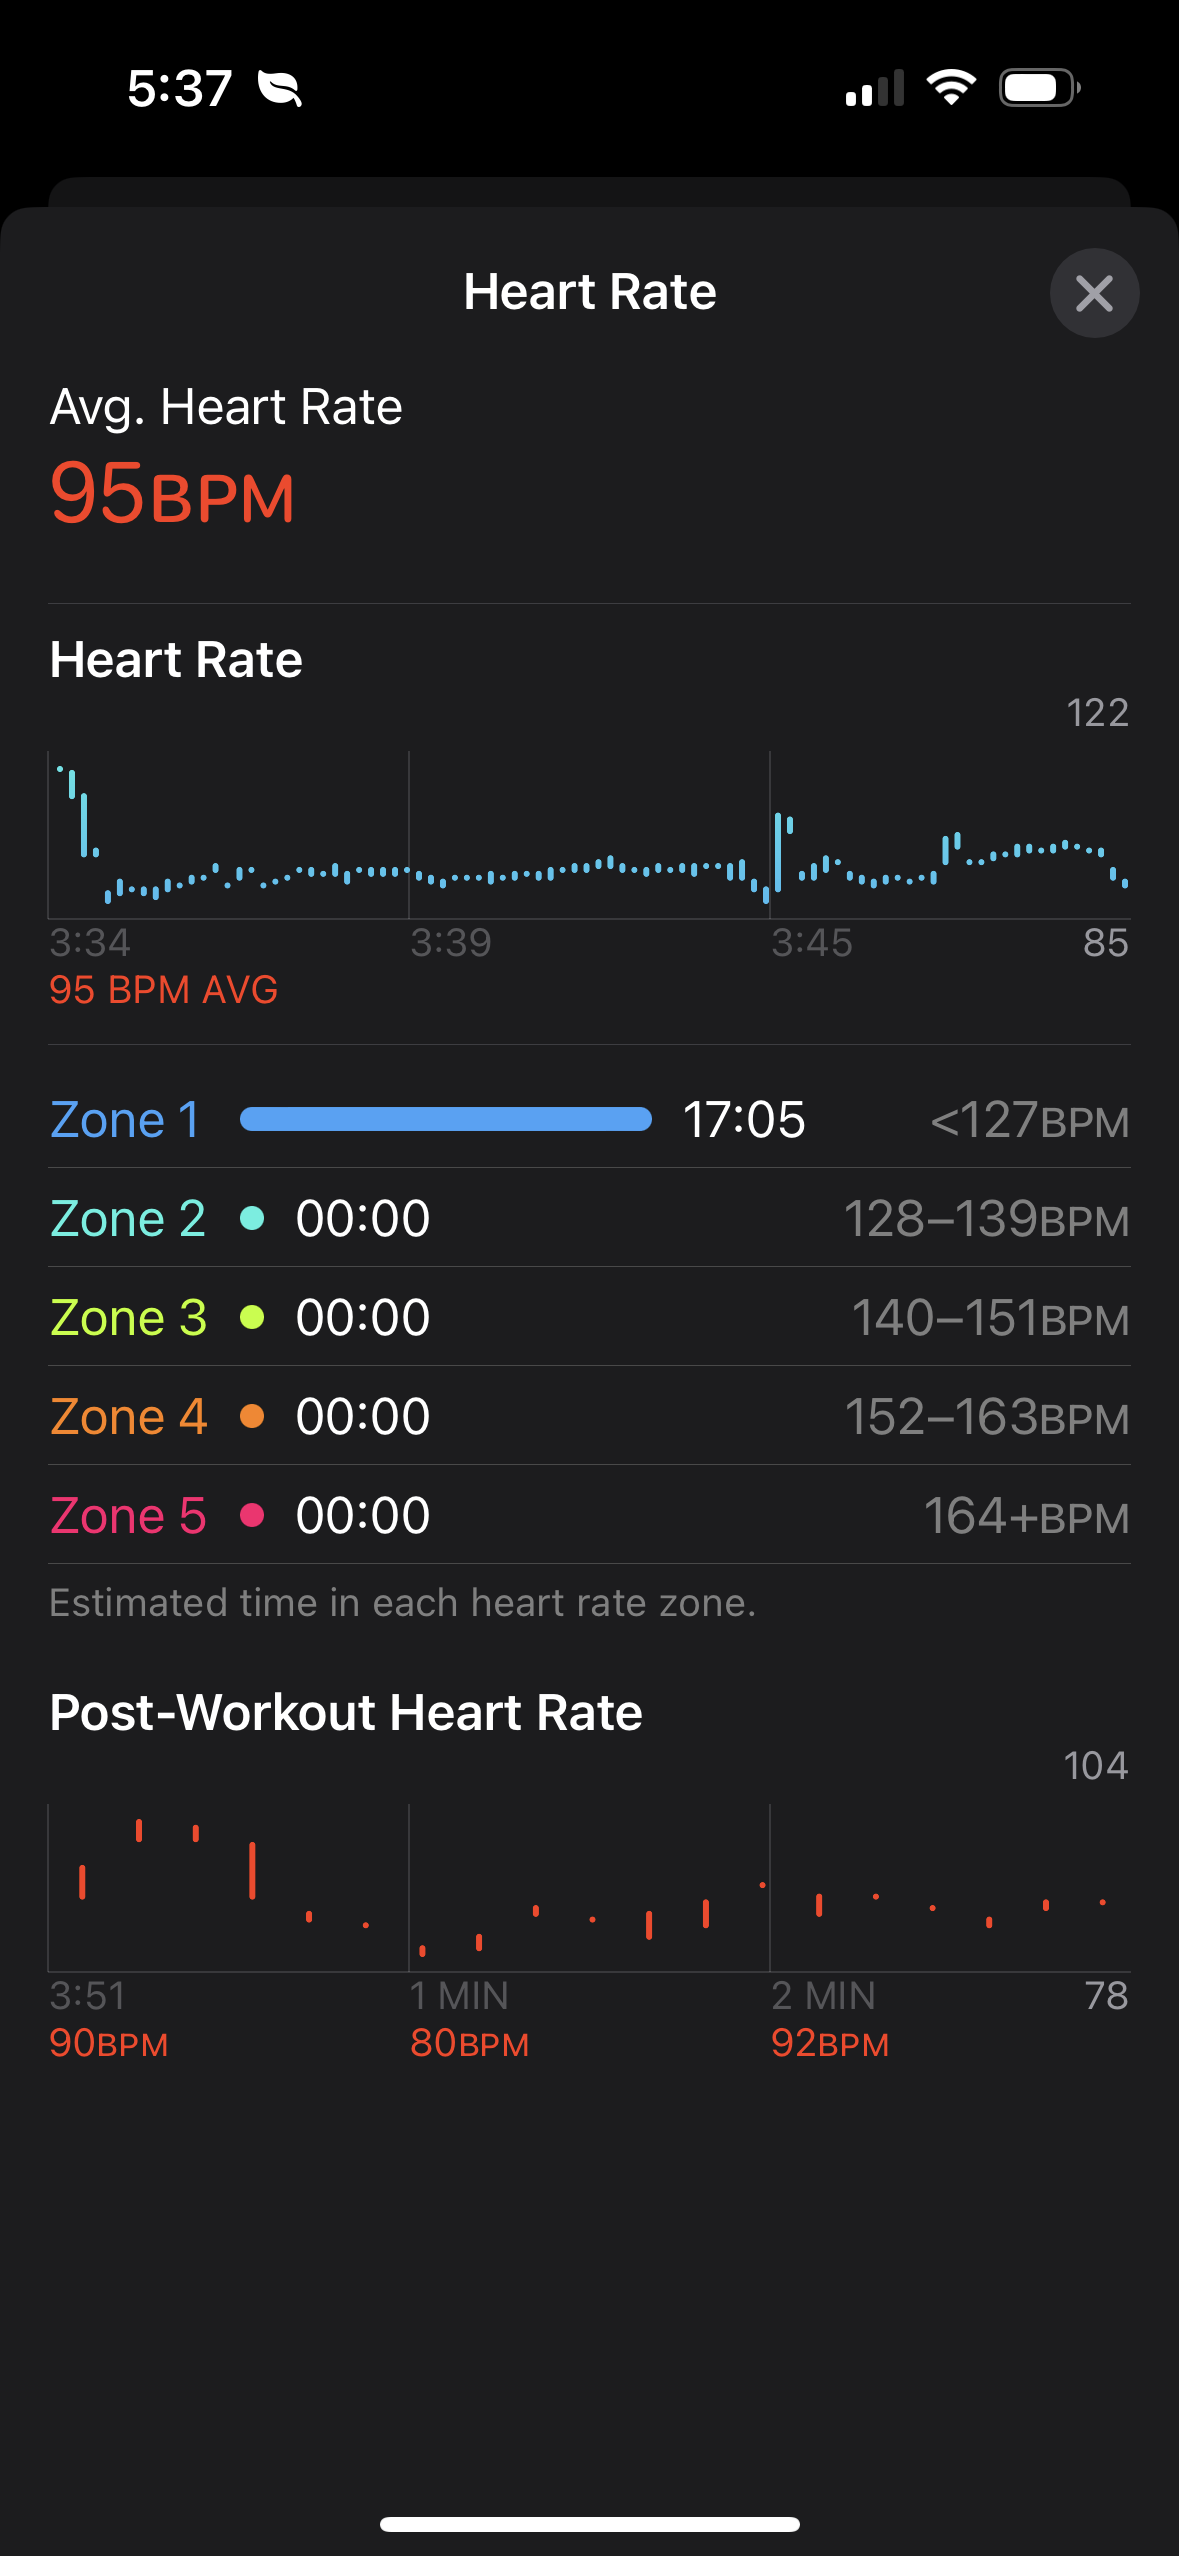 5:37
Heart Rate
Avg. Heart Rate
95BPM
Heart Rate
122
3:34 3:39 3:45 85
95 BPM AVG
Zone 1 17:05 <127BPM
Zone 2 00:00 128–139BPM
Zone 3 00:00 140–151BPM
Zone 4 00:00 152–163BPM
Zone 5 00:00 164+BPM
Estimated time in each heart rate zone.
Post-Workout Heart Rate
104
3:51 1 MIN 2 MIN 78
90BPM 80BPM 92BPM